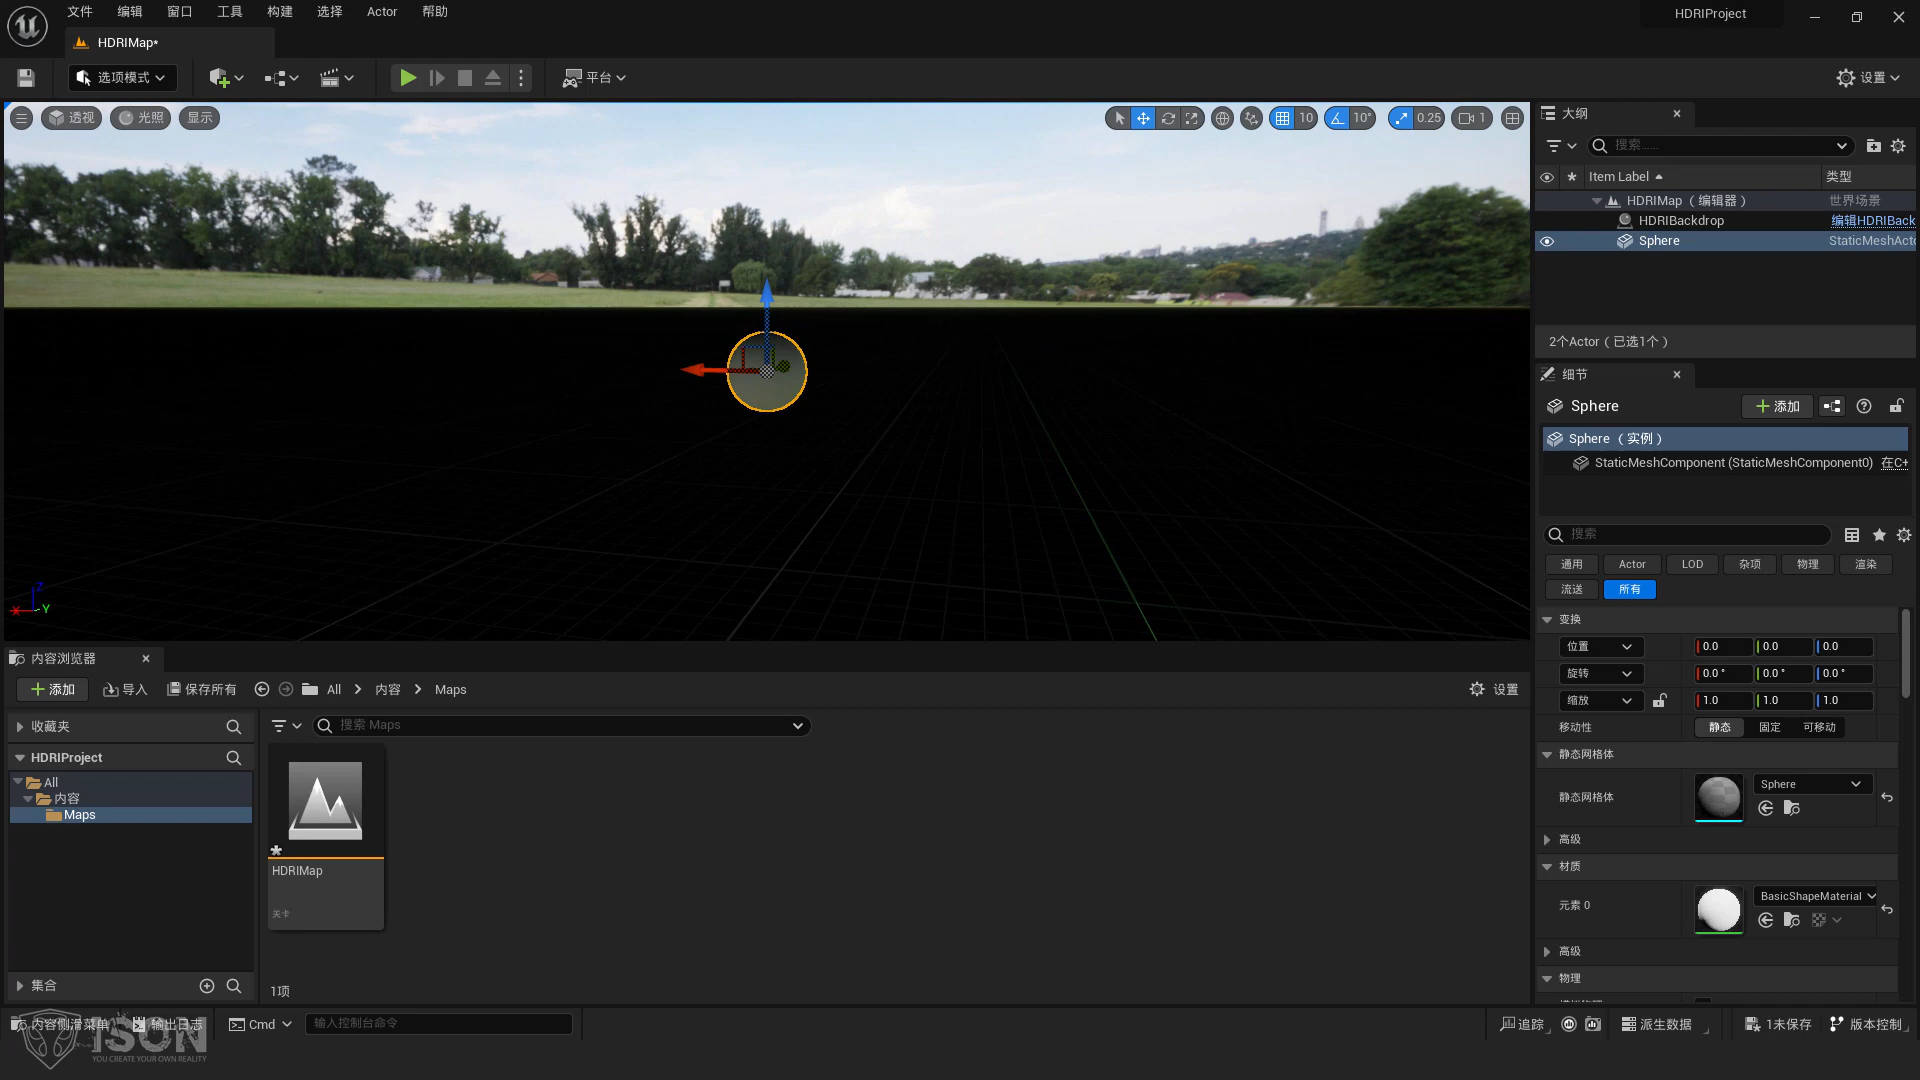 文件 编辑 窗口 工具 构建 选择 Actor 帮助
HDRIProject
HDRIMap*
选项模式
平台
设置
透视 光照 显示
10 10° 0.25 1
大纲
搜索......
Item Label 类型
HDRIMap （编辑器） 世界场景
HDRIBackdrop 编辑HDRIBack
Sphere StaticMeshActo
2个Actor（已选1个）
细节
Sphere 添加
Sphere （实例）
StaticMeshComponent (StaticMeshComponent0) 在C+
搜索
通用 Actor LOD 杂项 物理 渲染
流送 所有
变换
位置 0.0 0.0 0.0
旋转 0.0° 0.0° 0.0°
缩放 1.0 1.0 1.0
移动性 静态 固定 可移动
静态网格体
静态网格体 Sphere
高级
材质
元素 0 BasicShapeMaterial
高级
物理
X Z Y
内容浏览器
添加 导入 保存所有 All 内容 Maps 设置
收藏夹
搜索 Maps
HDRIProject
All
内容
Maps
HDRIMap
关卡
集合
1项
内容侧滑菜单 输出日志 Cmd 输入控制台命令
追踪 派生数据 1未保存 版本控制
ISON
YOU CREATE YOUR OWN REALITY